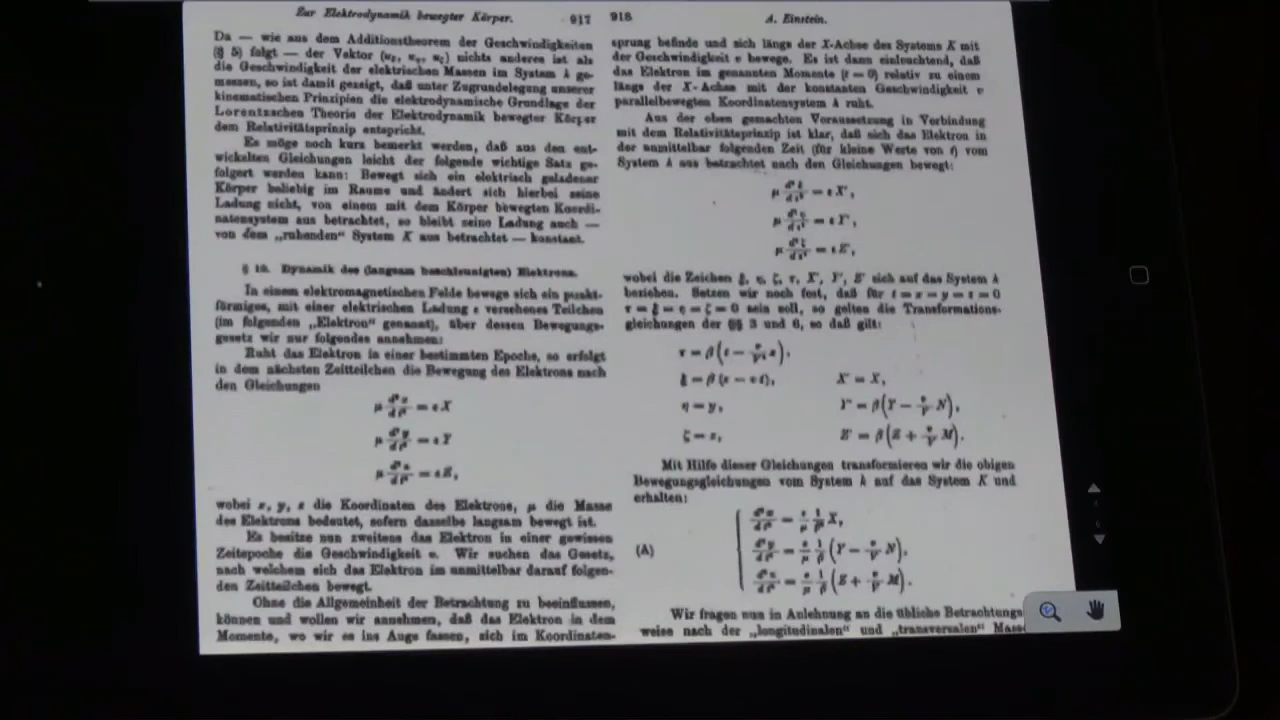 Zur Elektrodynamik bewegter Körper. 917
Da — wie aus dem Additionstheorem der Geschwindigkeiten
(§ 5) folgt — der Vektor (u_ξ, u_η, u_ζ) nichts anderes ist als
die Geschwindigkeit der elektrischen Massen im System k ge-
messen, so ist damit gezeigt, daß unter Zugrundelegung unserer
kinematischen Prinzipien die elektrodynamische Grundlage der
Lorentzschen Theorie der Elektrodynamik bewegter Körper
dem Relativitätsprinzip entspricht.
Es möge noch kurz bemerkt werden, daß aus den ent-
wickelten Gleichungen leicht der folgende wichtige Satz ge-
folgert werden kann: Bewegt sich ein elektrisch geladener
Körper beliebig im Raume und ändert sich hierbei seine
Ladung nicht, von einem mit dem Körper bewegten Koordi-
natensystem aus betrachtet, so bleibt seine Ladung auch —
von dem „ruhenden“ System K aus betrachtet — konstant.
§ 10. Dynamik des (langsam beschleunigten) Elektrons.
In einem elektromagnetischen Felde bewege sich ein punkt-
förmiges, mit einer elektrischen Ladung ε versehenes Teilchen
(im folgenden „Elektron“ genannt), über dessen Bewegungs-
gesetz wir nur folgendes annehmen:
Ruht das Elektron in einer bestimmten Epoche, so erfolgt
in dem nächsten Zeitteilchen die Bewegung des Elektrons nach
den Gleichungen
μ d²x/dt² = ε X
μ d²y/dt² = ε Y
μ d²z/dt² = ε Z,
wobei x, y, z die Koordinaten des Elektrons, μ die Masse
des Elektrons bedeutet, sofern dasselbe langsam bewegt ist.
Es besitze nun zweitens das Elektron in einer gewissen
Zeitepoche die Geschwindigkeit v. Wir suchen das Gesetz,
nach welchem sich das Elektron im unmittelbar darauf folgen-
den Zeitteilchen bewegt.
Ohne die Allgemeinheit der Betrachtung zu beeinflussen,
können und wollen wir annehmen, daß das Elektron in dem
Momente, wo wir es ins Auge fassen, sich im Koordinaten-
918 A. Einstein.
sprung befinde und sich längs der X-Achse des Systems K mit
der Geschwindigkeit v bewege. Es ist dann einleuchtend, daß
das Elektron im genannten Momente (t = 0) relativ zu einem
längs der X-Achse mit der konstanten Geschwindigkeit v
parallelbewegten Koordinatensystem k ruht.
Aus der oben gemachten Voraussetzung in Verbindung
mit dem Relativitätsprinzip ist klar, daß sich das Elektron in
der unmittelbar folgenden Zeit (für kleine Werte von t) vom
System k aus betrachtet nach den Gleichungen bewegt:
μ d²ξ/dτ² = ε X′,
μ d²η/dτ² = ε Y′,
μ d²ζ/dτ² = ε Z′,
wobei die Zeichen ξ, η, ζ, τ, X′, Y′, Z′ sich auf das System k
beziehen. Setzen wir noch fest, daß für t = x = y = z = 0
τ = ξ = η = ζ = 0 sein soll, so gelten die Transformations-
gleichungen der §§ 3 und 6, so daß gilt:
τ = β(t − v/V² x),
ξ = β(x − v t), X′ = X,
η = y, Y′ = β(Y − v/V N),
ζ = z, Z′ = β(Z + v/V M).
Mit Hilfe dieser Gleichungen transformieren wir die obigen
Bewegungsgleichungen vom System k auf das System K und
erhalten:
d²x/dt² = ε/μ 1/β³ X,
(A) d²y/dt² = ε/μ 1/β (Y − v/V N),
d²z/dt² = ε/μ 1/β (Z + v/V M).
Wir fragen nun in Anlehnung an die übliche Betrachtungs
weise nach der „longitudinalen“ und „transversalen“ Masse